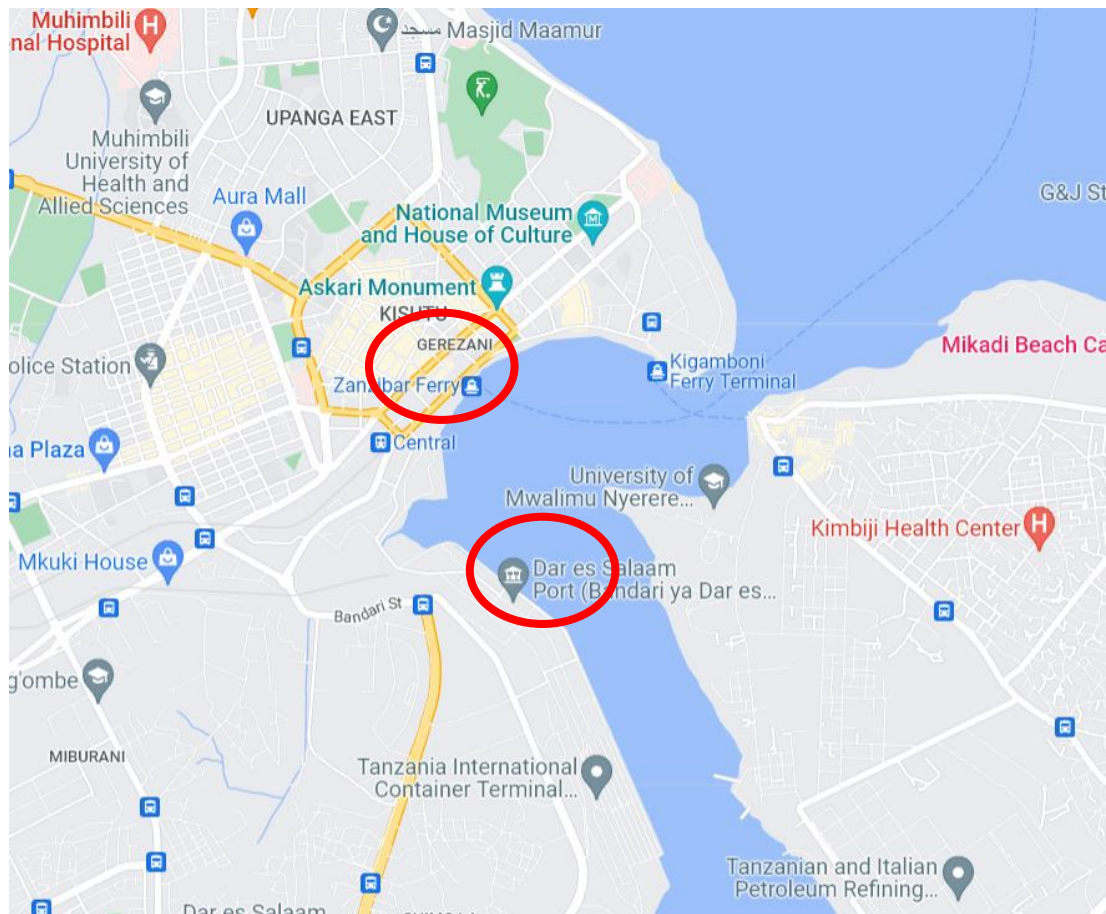 Muhimbili
nal Hospital
مسجد Masjid Maamur
UPANGA EAST
Muhimbili
University of
Health and
Allied Sciences
Aura Mall
G&J St
National Museum
and House of Culture
Askari Monument
KISUTU
GEREZANI
olice Station
Zanzibar Ferry
Kigamboni
Ferry Terminal
Mikadi Beach Ca
Central
a Plaza
University of
Mwalimu Nyerere...
Kimbiji Health Center
Mkuki House
Dar es Salaam
Port (Bandari ya Dar es...
Bandari St
g'ombe
MIBURANI
Tanzania International
Container Terminal...
Tanzanian and Italian
Petroleum Refining...
Dar es Salaam